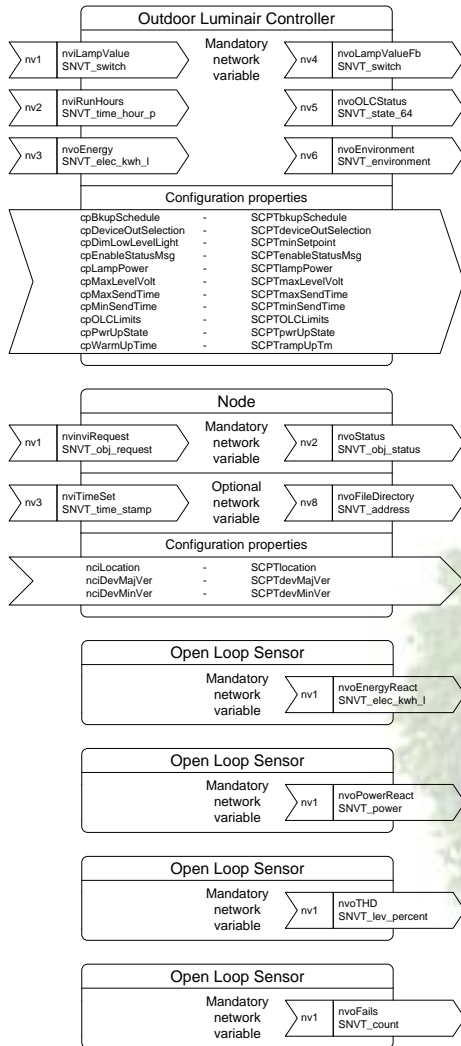 Outdoor Luminair Controller
nv1
nviLampValue
SNVT_switch
Mandatory
network
variable
nv4
nvoLampValueFb
SNVT_switch
nv2
nviRunHours
SNVT_time_hour_p
nv5
nvoOLCStatus
SNVT_state_64
nv3
nvoEnergy
SNVT_elec_kwh_l
nv6
nvoEnvironment
SNVT_environment
Configuration properties
cpBkupSchedule - SCPTbkupSchedule
cpDeviceOutSelection - SCPTdeviceOutSelection
cpDimLowLevelLight - SCPTminSetpoint
cpEnableStatusMsg - SCPTenableStatusMsg
cpLampPower - SCPTlampPower
cpMaxLevelVolt - SCPTmaxLevelVolt
cpMaxSendTime - SCPTmaxSendTime
cpMinSendTime - SCPTminSendTime
cpOLCLimits - SCPTOLCLimits
cpPwrUpState - SCPTpwrUpState
cpWarmUpTime - SCPTrampUpTm
Node
nv1
nvinviRequest
SNVT_obj_request
Mandatory
network
variable
nv2
nvoStatus
SNVT_obj_status
nv3
nviTimeSet
SNVT_time_stamp
Optional
network
variable
nv8
nvoFileDirectory
SNVT_address
Configuration properties
nciLocation - SCPTlocation
nciDevMajVer - SCPTdevMajVer
nciDevMinVer - SCPTdevMinVer
Open Loop Sensor
Mandatory
network
variable
nv1
nvoEnergyReact
SNVT_elec_kwh_l
Open Loop Sensor
Mandatory
network
variable
nv1
nvoPowerReact
SNVT_power
Open Loop Sensor
Mandatory
network
variable
nv1
nvoTHD
SNVT_lev_percent
Open Loop Sensor
Mandatory
network
variable
nv1
nvoFails
SNVT_count